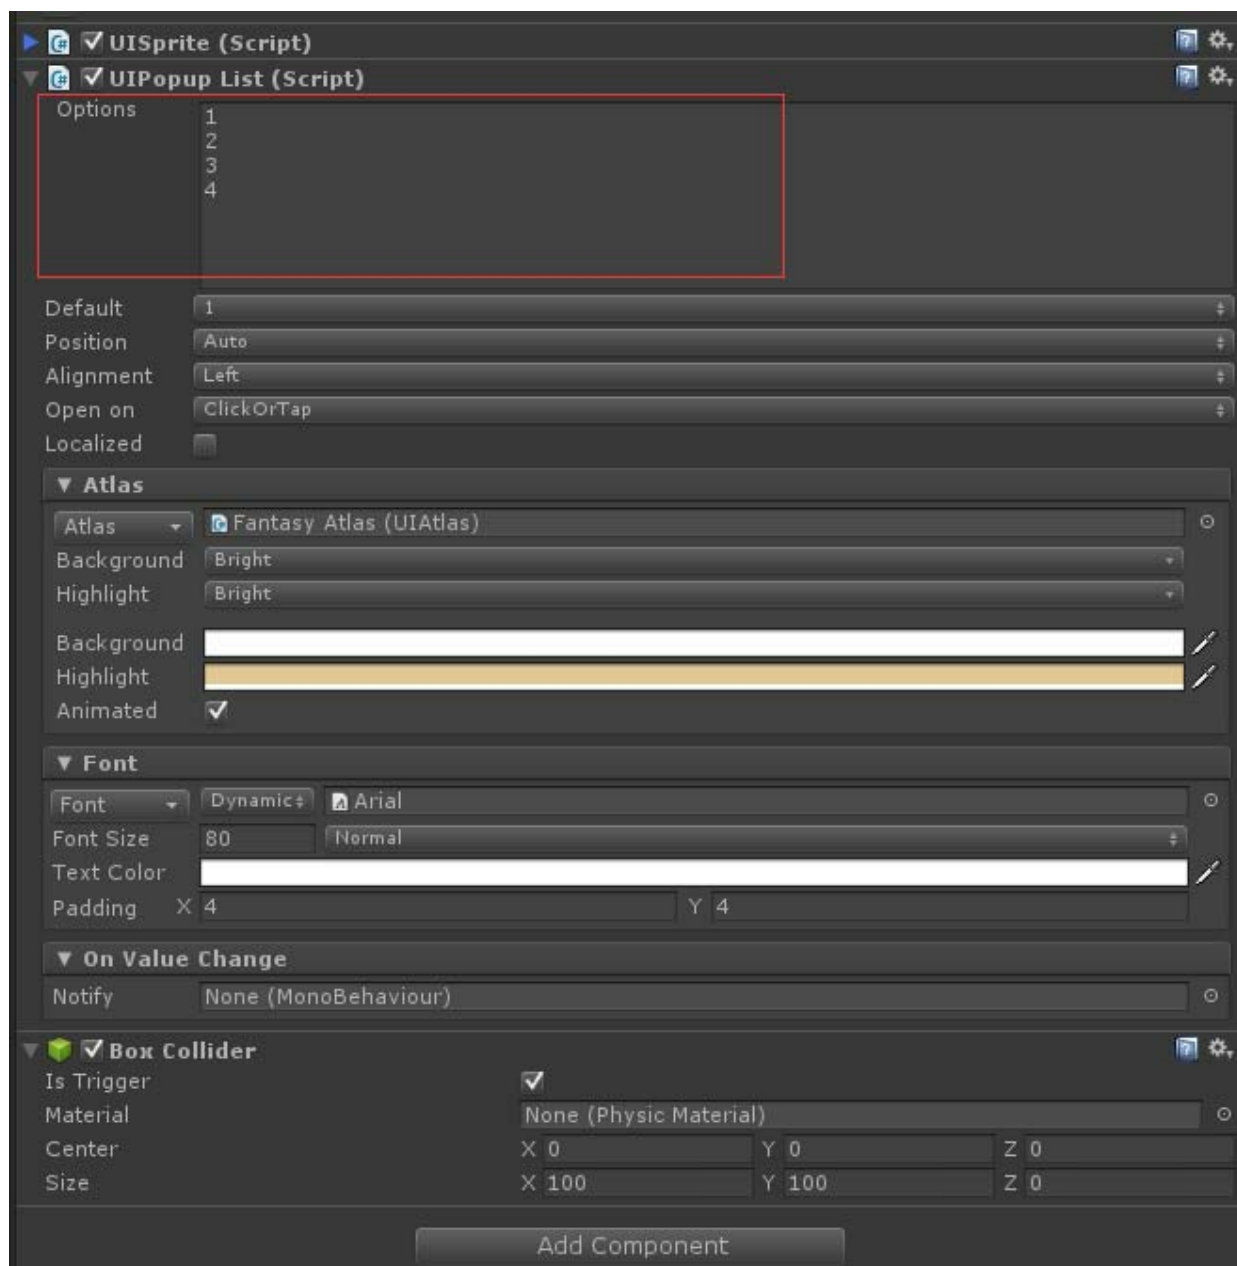 UISprite (Script)
UIPopup List (Script)
Options
1
2
3
4
Default 1
Position Auto
Alignment Left
Open on ClickOrTap
Localized
Atlas
Atlas Fantasy Atlas (UIAtlas)
Background Bright
Highlight Bright
Background
Highlight
Animated
Font
Font Dynamic Arial
Font Size 80 Normal
Text Color
Padding X 4 Y 4
On Value Change
Notify None (MonoBehaviour)
Box Collider
Is Trigger
Material None (Physic Material)
Center X 0 Y 0 Z 0
Size X 100 Y 100 Z 0
Add Component